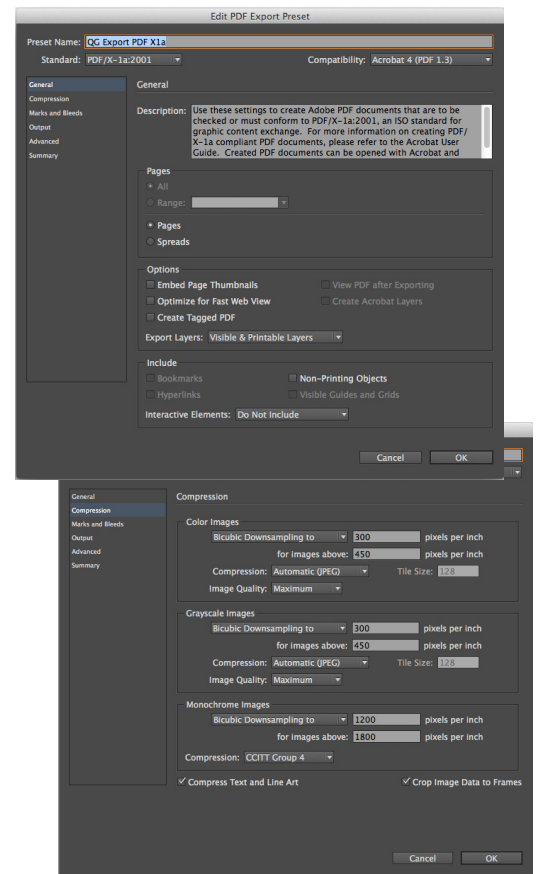 Edit PDF Export Preset
Preset Name: QG Export PDF X1a
Standard: PDF/X-1a:2001 Compatibility: Acrobat 4 (PDF 1.3)
General
Compression
Marks and Bleeds
Output
Advanced
Summary
General
Description: Use these settings to create Adobe PDF documents that are to be
checked or must conform to PDF/X-1a:2001, an ISO standard for
graphic content exchange. For more information on creating PDF/
X-1a compliant PDF documents, please refer to the Acrobat User
Guide. Created PDF documents can be opened with Acrobat and
Pages
All
Range:
Pages
Spreads
Options
Embed Page Thumbnails View PDF after Exporting
Optimize for Fast Web View Create Acrobat Layers
Create Tagged PDF
Export Layers: Visible & Printable Layers
Include
Bookmarks Non-Printing Objects
Hyperlinks Visible Guides and Grids
Interactive Elements: Do Not Include
Cancel OK
General
Compression
Marks and Bleeds
Output
Advanced
Summary
Compression
Color Images
Bicubic Downsampling to 300 pixels per inch
for images above: 450 pixels per inch
Compression: Automatic (JPEG) Tile Size: 128
Image Quality: Maximum
Grayscale Images
Bicubic Downsampling to 300 pixels per inch
for images above: 450 pixels per inch
Compression: Automatic (JPEG) Tile Size: 128
Image Quality: Maximum
Monochrome Images
Bicubic Downsampling to 1200 pixels per inch
for images above: 1800 pixels per inch
Compression: CCITT Group 4
Compress Text and Line Art Crop Image Data to Frames
Cancel OK